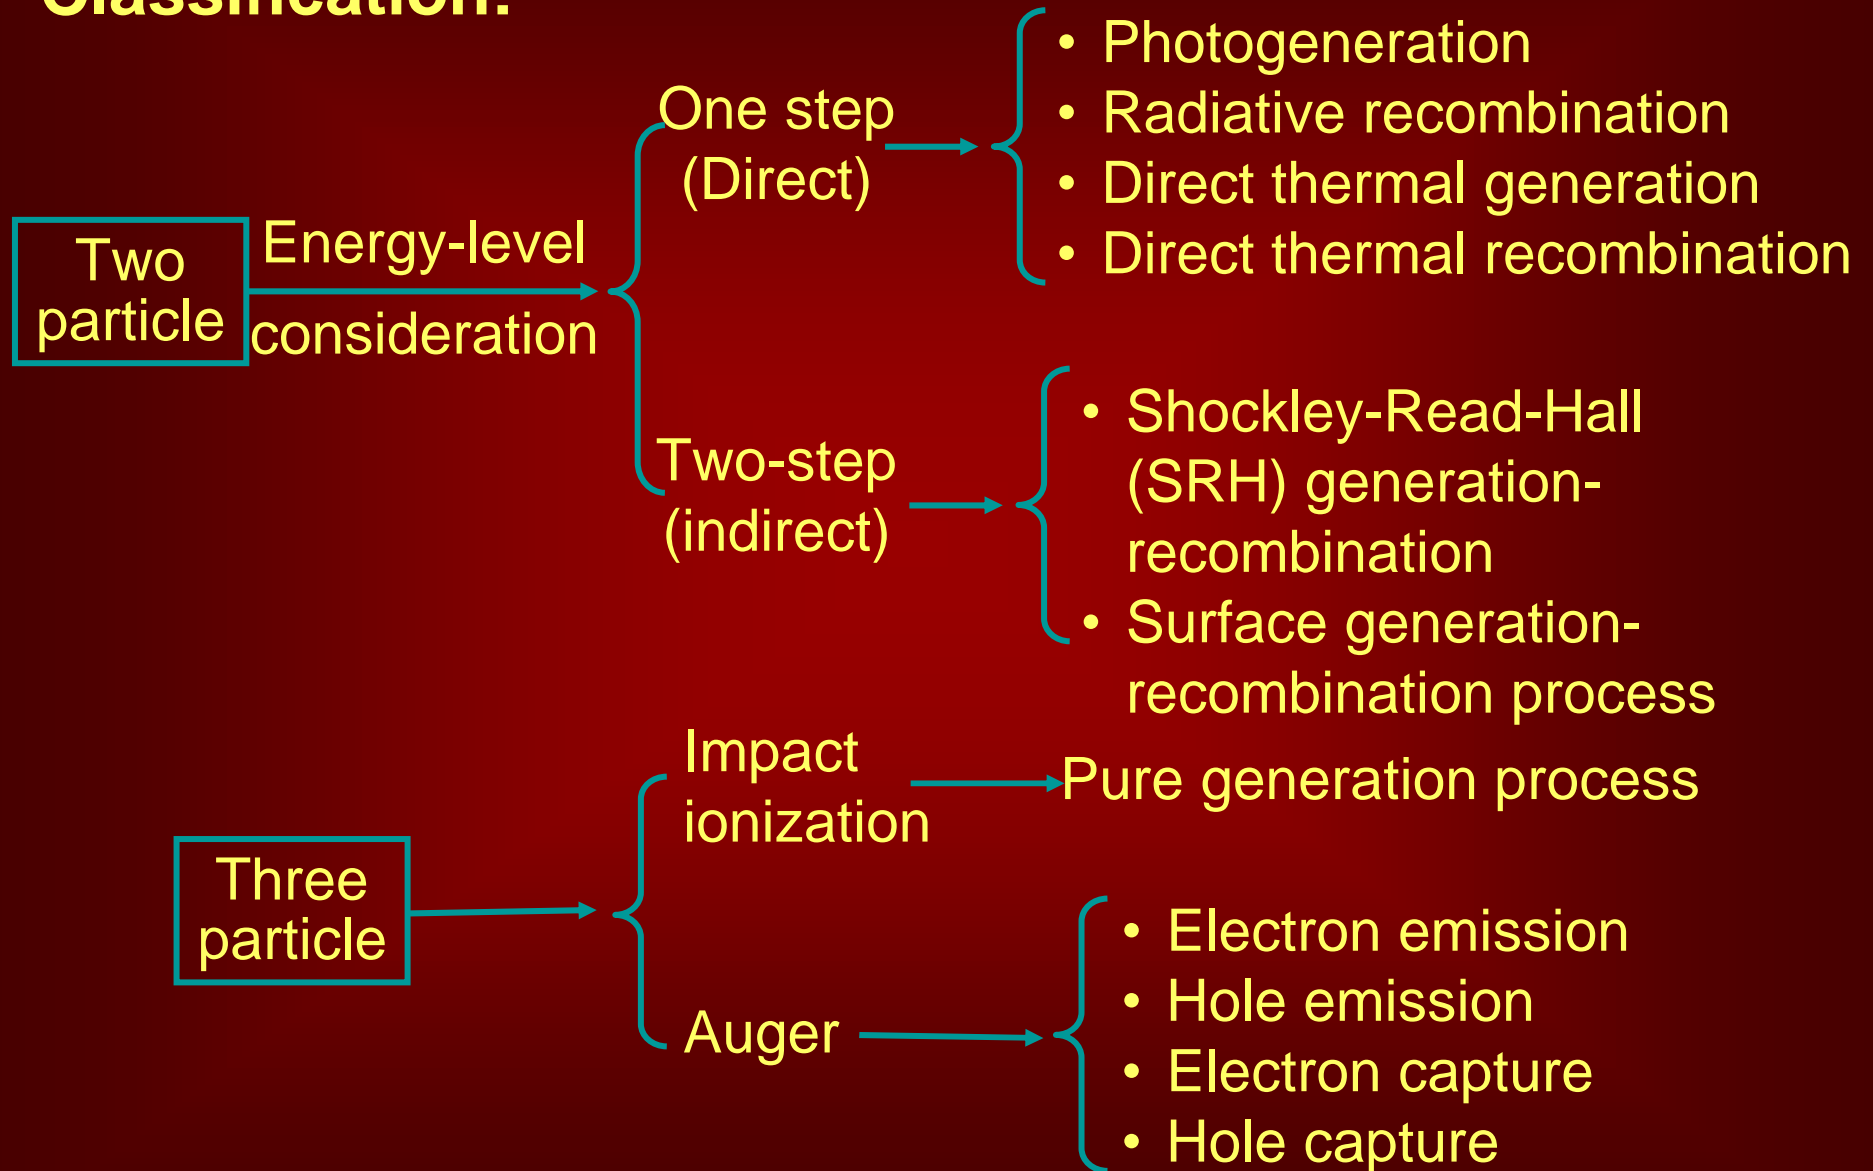 Classification:
Two
particle
Energy-level
consideration
One step
(Direct)
• Photogeneration
• Radiative recombination
• Direct thermal generation
• Direct thermal recombination
Two-step
(indirect)
• Shockley-Read-Hall
(SRH) generation-
recombination
• Surface generation-
recombination process
Three
particle
Impact
ionization
Pure generation process
Auger
• Electron emission
• Hole emission
• Electron capture
• Hole capture